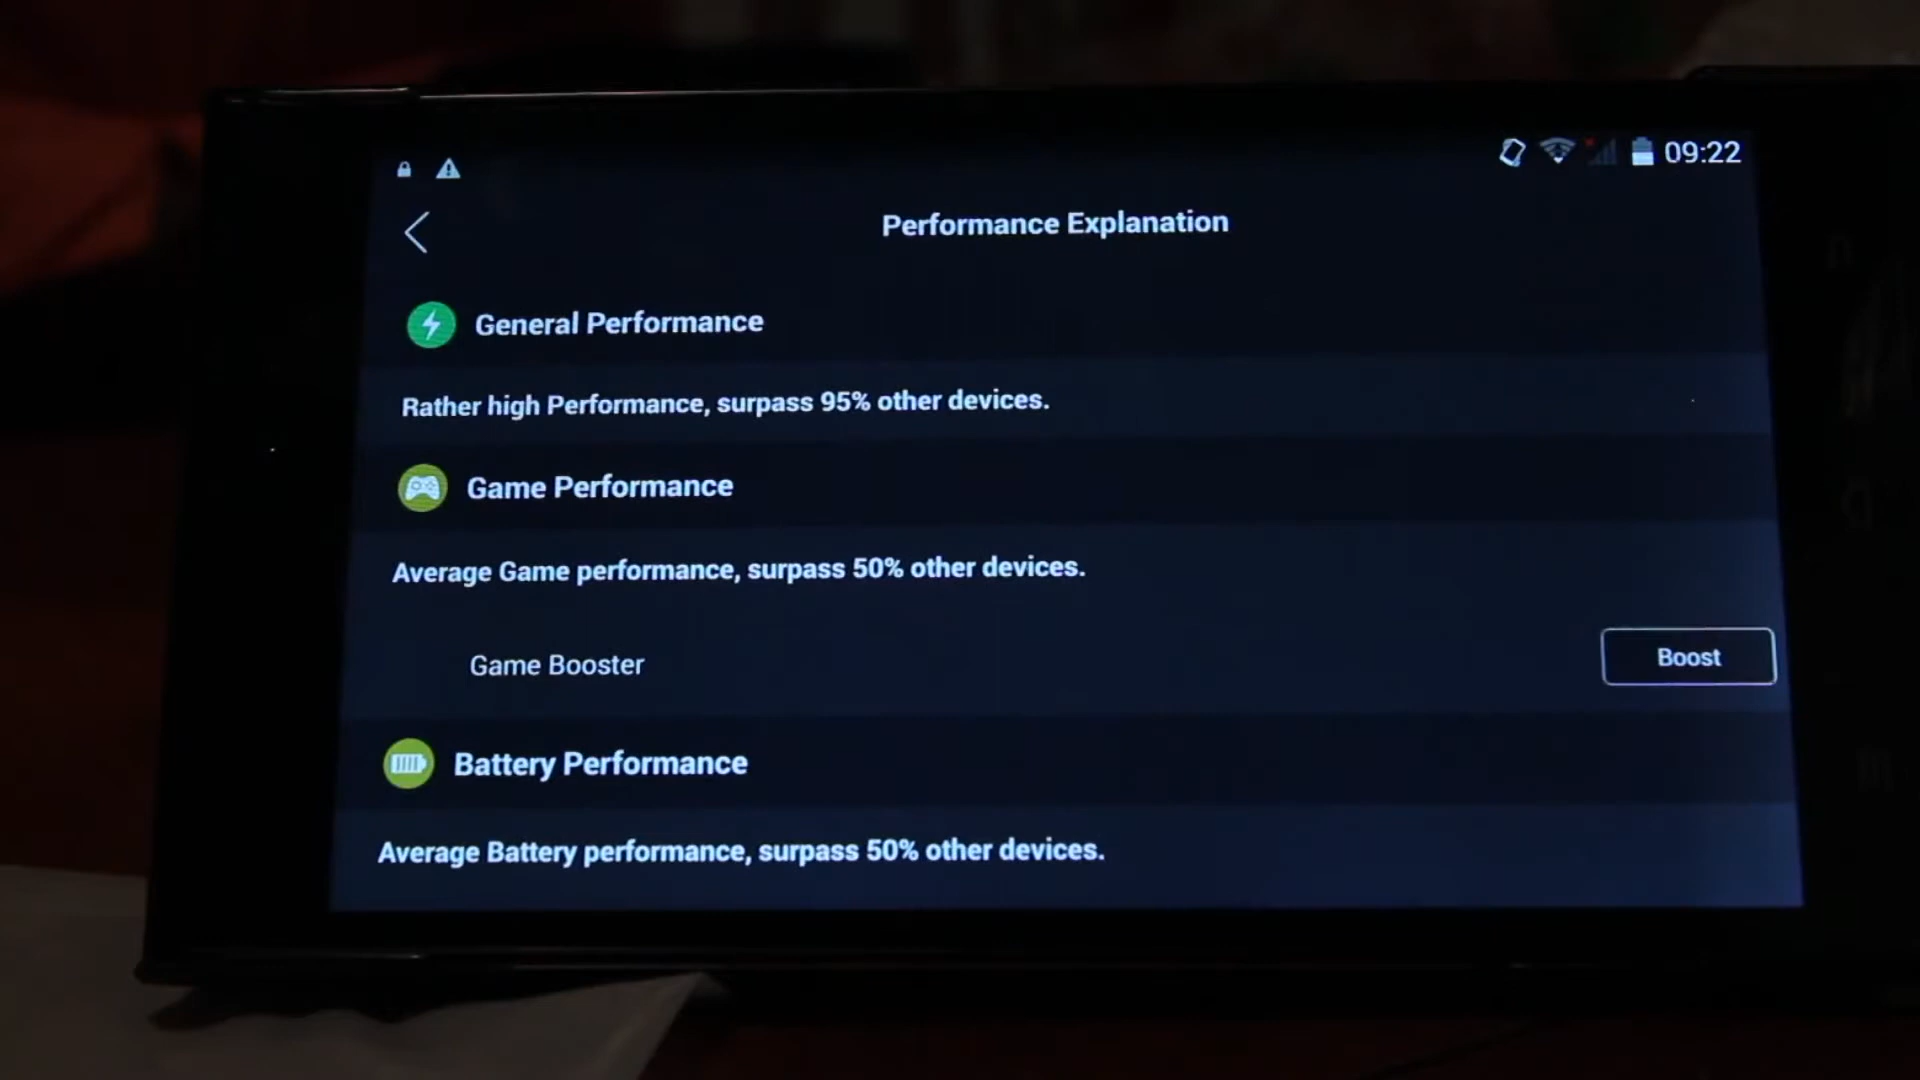 09:22
Performance Explanation
General Performance
Rather high Performance, surpass 95% other devices.
Game Performance
Average Game performance, surpass 50% other devices.
Game Booster
Boost
Battery Performance
Average Battery performance, surpass 50% other devices.